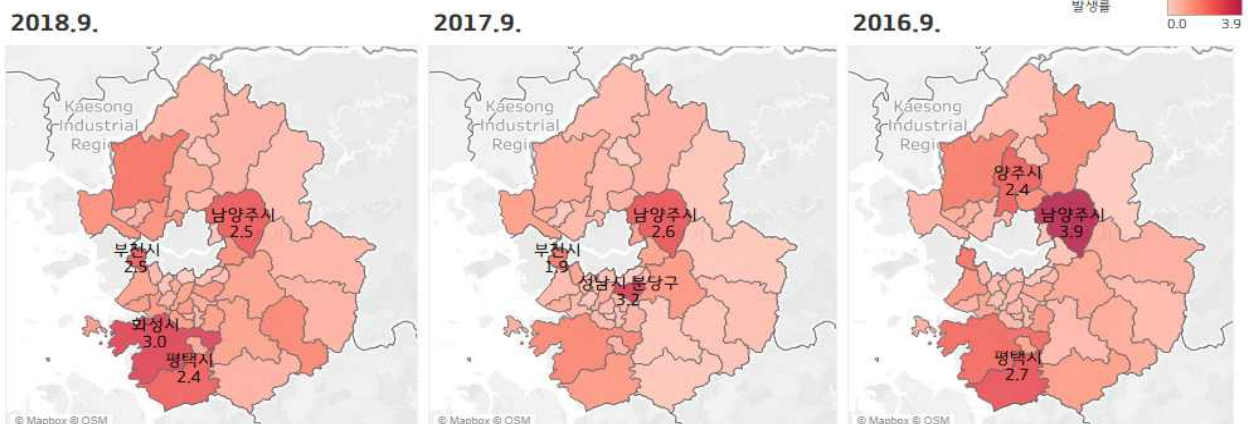 발생률
0.0 3.9
2018.9.
2017.9.
2016.9.
Kaesong
Industrial
Regi
남양주시
2.5
부천시
2.5
화성시
3.0
평택시
2.4
© Mapbox © OSM
Kaesong
Industrial
Regi
남양주시
2.6
부천시
1.9
성남시 분당구
3.2
© Mapbox © OSM
Kaesong
Industrial
Regi
양주시
2.4
남양주시
3.9
평택시
2.7
© Mapbox © OSM